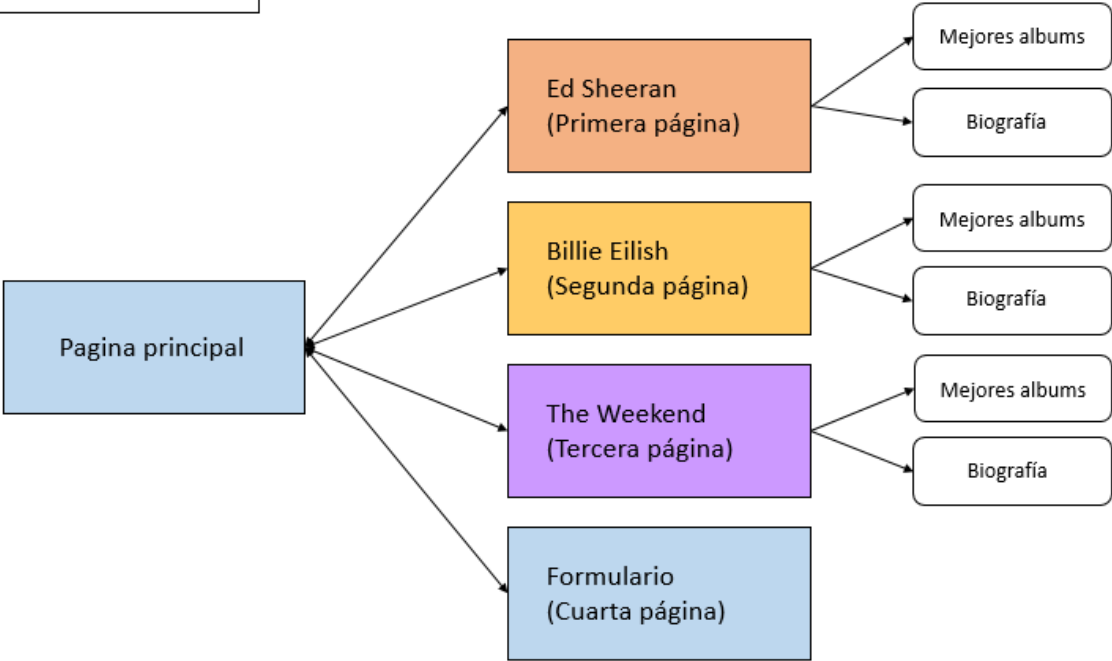 Pagina principal
Ed Sheeran
(Primera página)
Mejores albums
Biografía
Billie Eilish
(Segunda página)
Mejores albums
Biografía
The Weekend
(Tercera página)
Mejores albums
Biografía
Formulario
(Cuarta página)